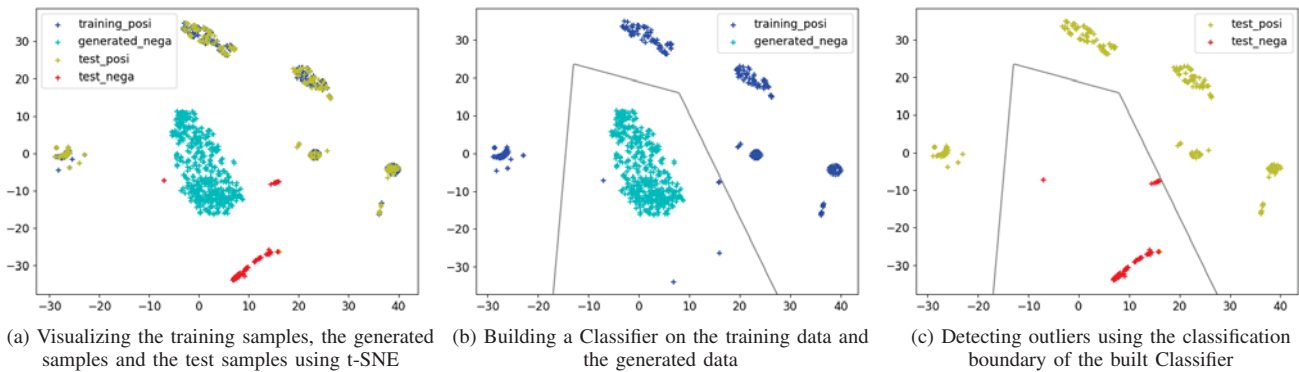 training_posi
generated_nega
test_posi
test_nega
30
20
10
0
−10
−20
−30
−30 −20 −10 0 10 20 30 40
(a) Visualizing the training samples, the generated
samples and the test samples using t-SNE
training_posi
generated_nega
30
20
10
0
−10
−20
−30
−30 −20 −10 0 10 20 30 40
(b) Building a Classifier on the training data and
the generated data
test_posi
test_nega
30
20
10
0
−10
−20
−30
−30 −20 −10 0 10 20 30 40
(c) Detecting outliers using the classification
boundary of the built Classifier